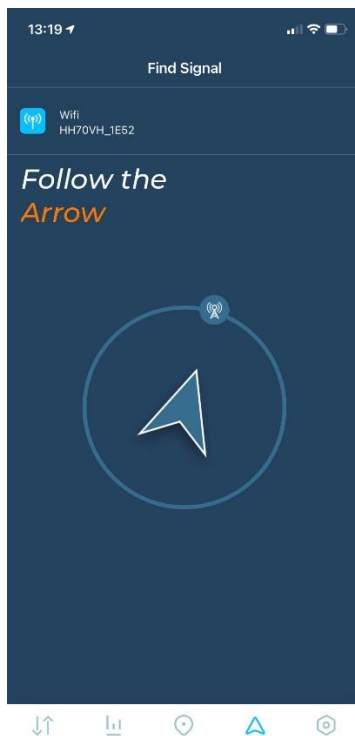 13:19
Find Signal
Wifi
HH70VH_1E52
Follow the
Arrow